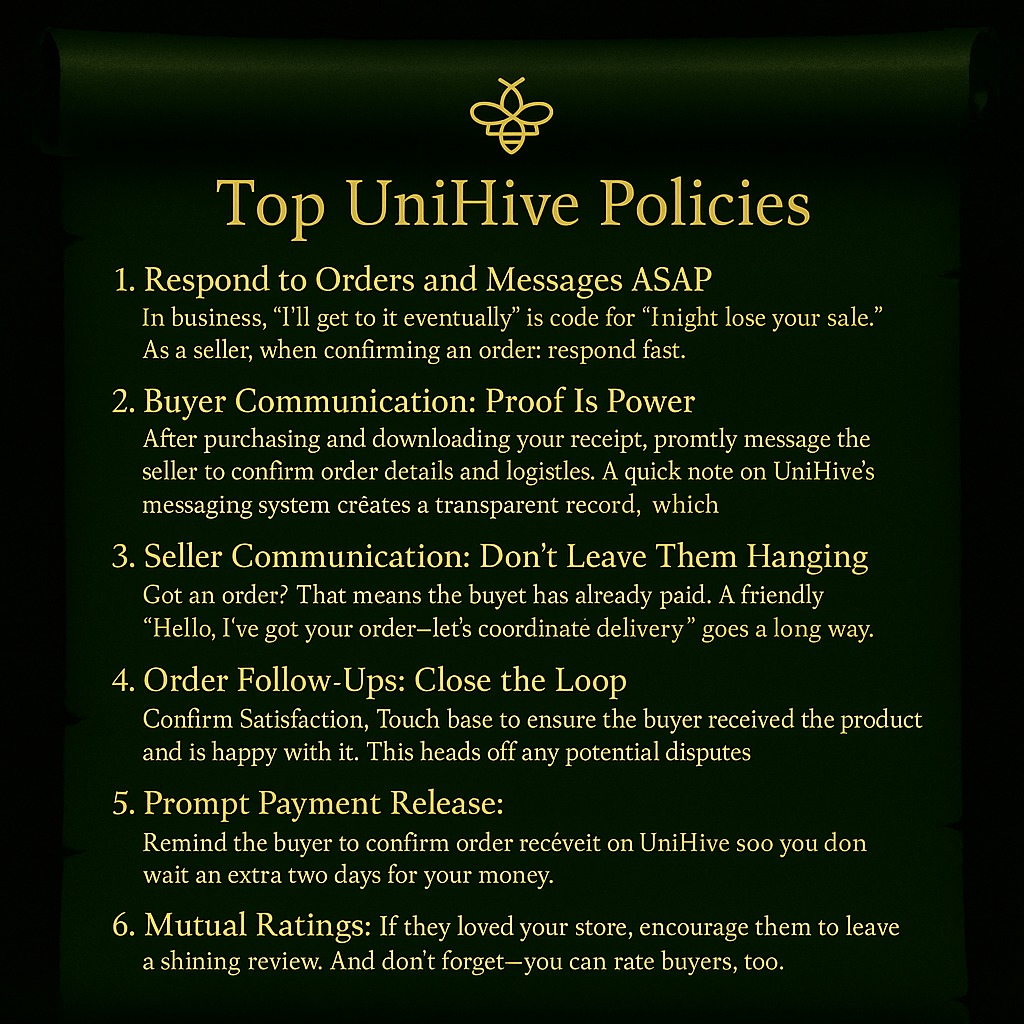 Top UniHive Policies
1. Respond to Orders and Messages ASAP
In business, “I’ll get to it eventually” is code for “Inight lose your sale.”
As a seller, when confirming an order: respond fast.
2. Buyer Communication: Proof Is Power
After purchasing and downloading your receipt, promtly message the
seller to confirm order details and logistles. A quick note on UniHive’s
messaging system crêates a transparent record, which
3. Seller Communication: Don’t Leave Them Hanging
Got an order? That means the buyet has already paid. A friendly
“Hello, I‘ve got your order—let’s coordinate delivery” goes a long way.
4. Order Follow-Ups: Close the Loop
Confirm Satisfaction, Touch base to ensure the buyer received the product
and is happy with it. This heads off any potential disputes
5. Prompt Payment Release:
Remind the buyer to confirm order recéveit on UniHive soo you don
wait an extra two days for your money.
6. Mutual Ratings: If they loved your store, encourage them to leave
a shining review. And don’t forget—you can rate buyers, too.